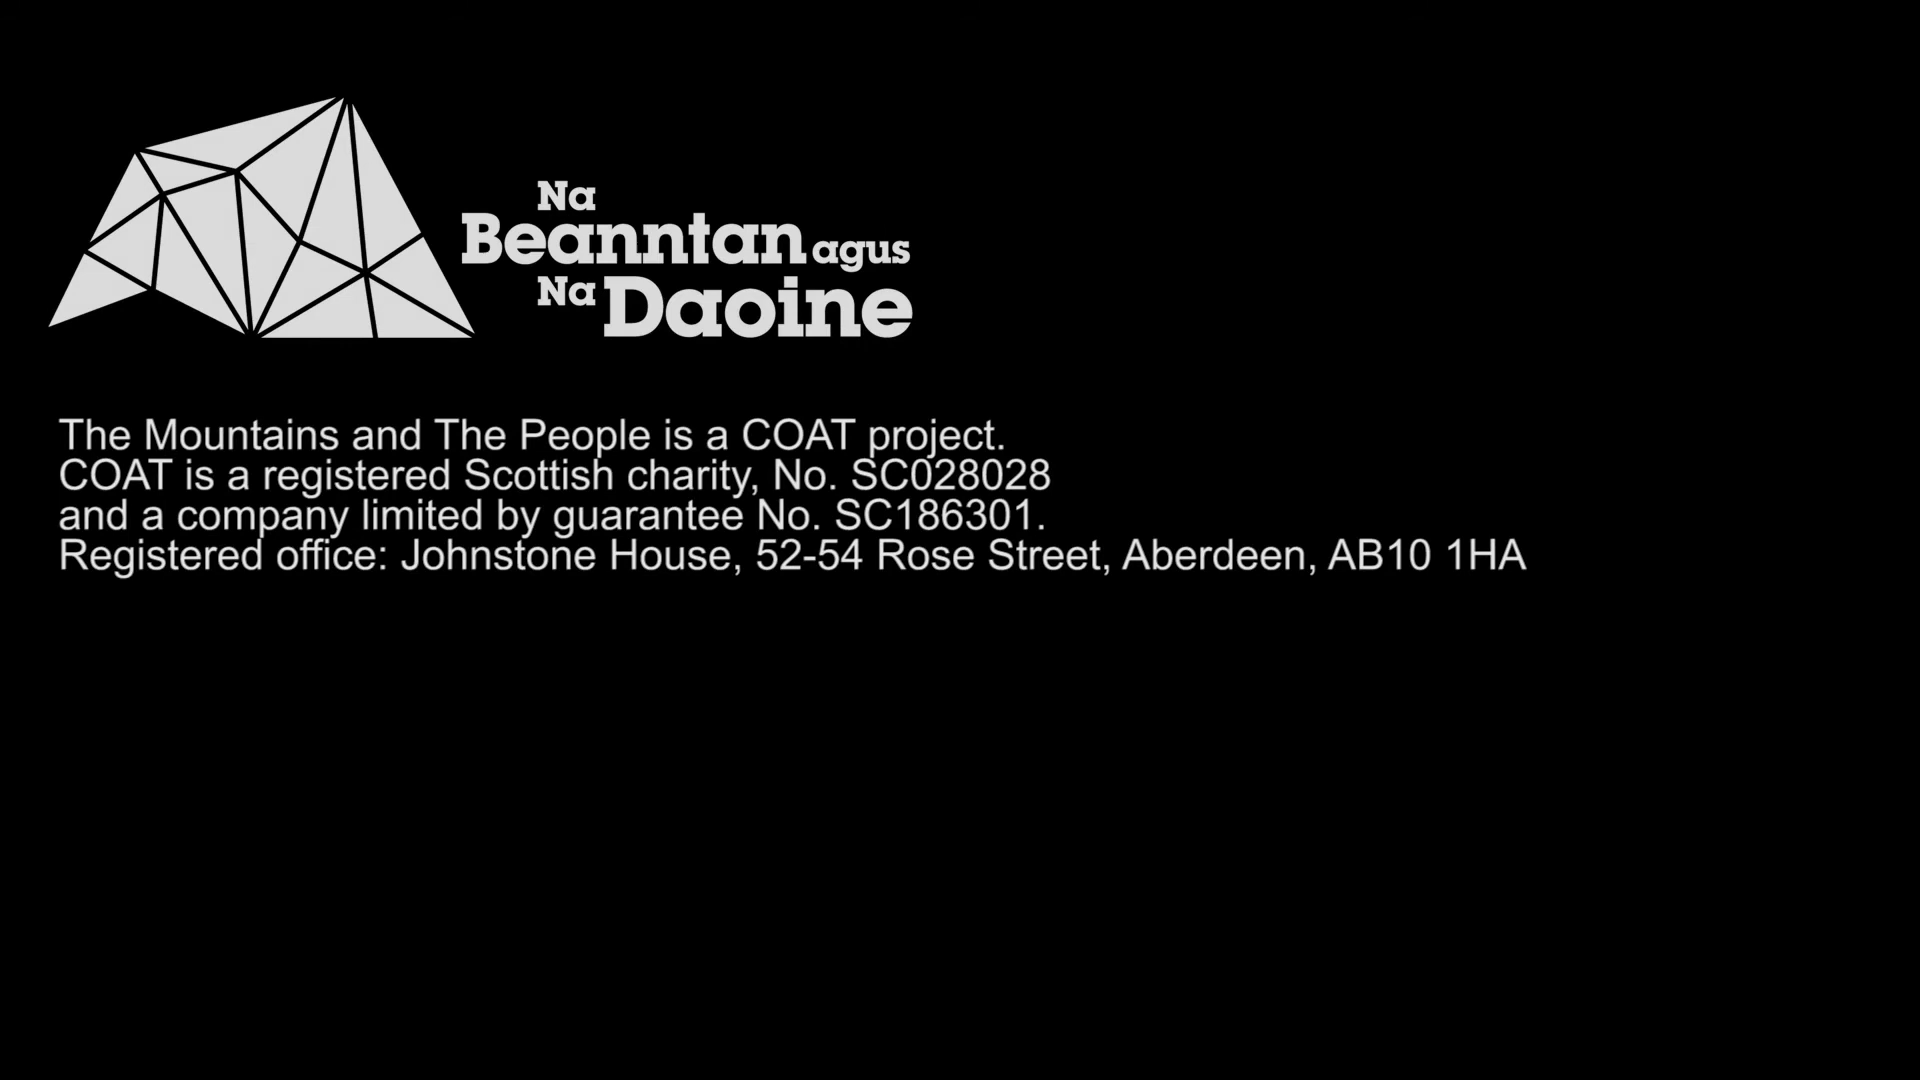 Na
Beanntan agus
Na Daoine
The Mountains and The People is a COAT project.
COAT is a registered Scottish charity, No. SC028028
and a company limited by guarantee No. SC186301.
Registered office: Johnstone House, 52-54 Rose Street, Aberdeen, AB10 1HA